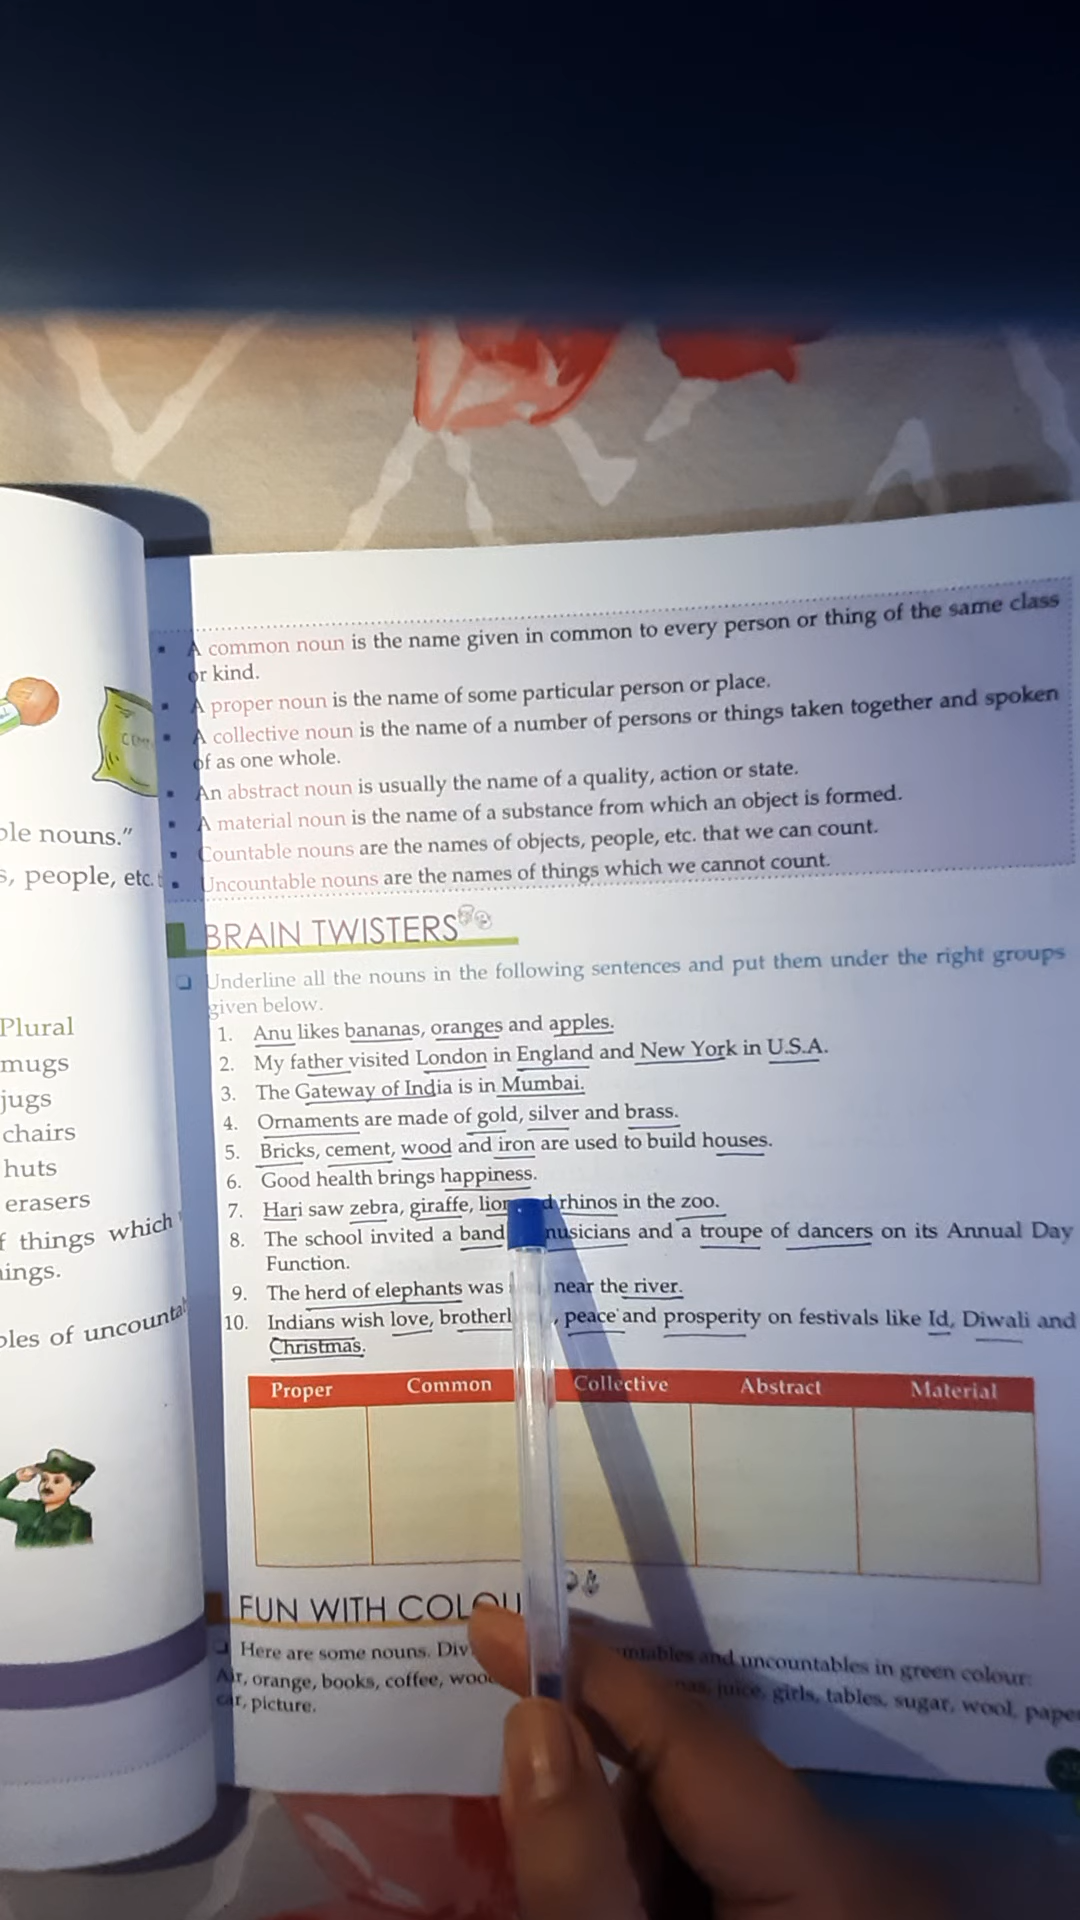 ple nouns."
s, people, etc.
Plural
mugs
jugs
chairs
huts
erasers
f things which
ings.
ples of
A common noun is the name given in common to every person or thing of the same class
or kind.
A proper noun is the name of some particular person or place.
A collective noun is the name of a number of persons or things taken together and spoken
of as one whole.
An abstract noun is usually the name of a quality, action or state.
A material noun is the name of a substance from which an object is formed.
Countable nouns are the names of objects, people, etc. that we can count.
Uncountable nouns are the names of things which we cannot count.
BRAIN TWISTERS
Underline all the nouns in the following sentences and put them under the right groups
given below.
1. Anu likes bananas, oranges and apples.
2. My father visited London in England and New York in U.S.A.
3. The Gateway of India is in Mumbai.
4. Ornaments are made of gold, silver and brass.
5. Bricks, cement, wood and iron are used to build houses.
6. Good health brings happiness.
7. Hari saw zebra, giraffe, rhinos in the zoo.
8. The school invited a band musicians and a troupe of dancers on its Annual Day
Function.
9. The herd of elephants was near the river.
10. Indians wish love, peace and prosperity on festivals like Id, Diwali and
Christmas.
Proper Common Collective Abstract Material
FUN WITH
Here are some nouns. and uncountables in green colour:
Air, orange, books, coffee, juice, girls, tables, sugar, wool, paper
car, picture.